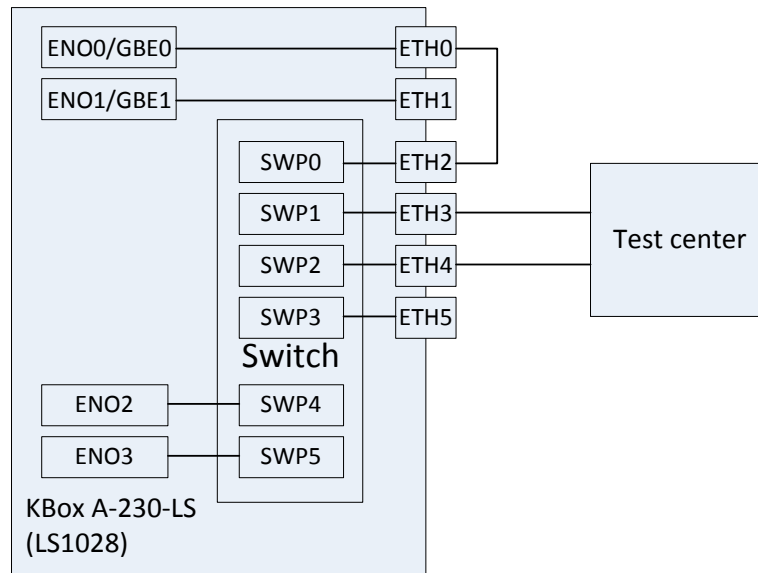 ENO0/GBE0 ETH0
ENO1/GBE1 ETH1
SWP0 ETH2
SWP1 ETH3
Test center
SWP2 ETH4
SWP3 ETH5
Switch
ENO2 SWP4
ENO3 SWP5
KBox A-230-LS
(LS1028)